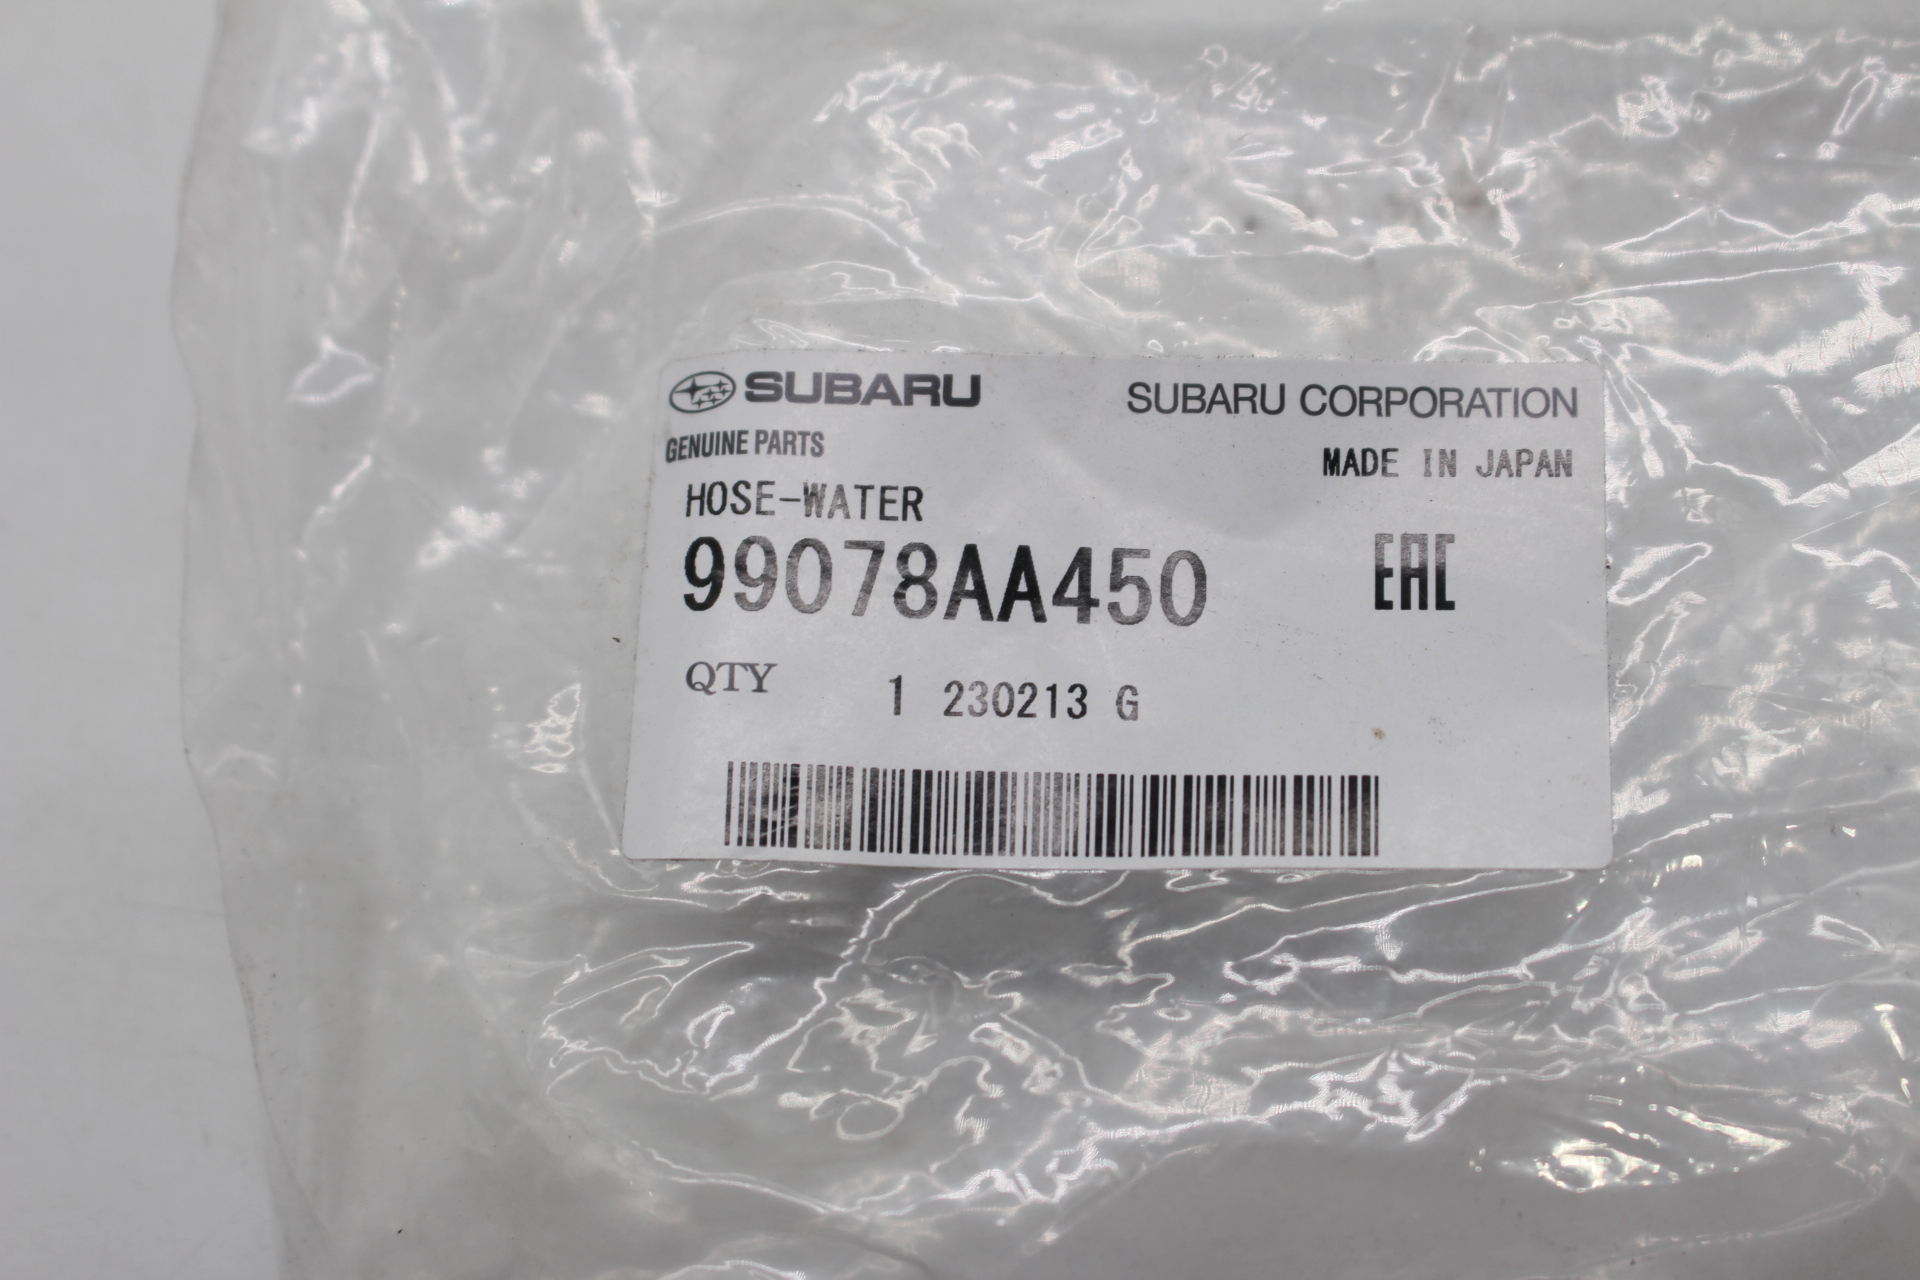 SUBARU SUBARU CORPORATION
GENUINE PARTS MADE IN JAPAN
HOSE-WATER
99078AA450 EAC
QTY 1 230213 G